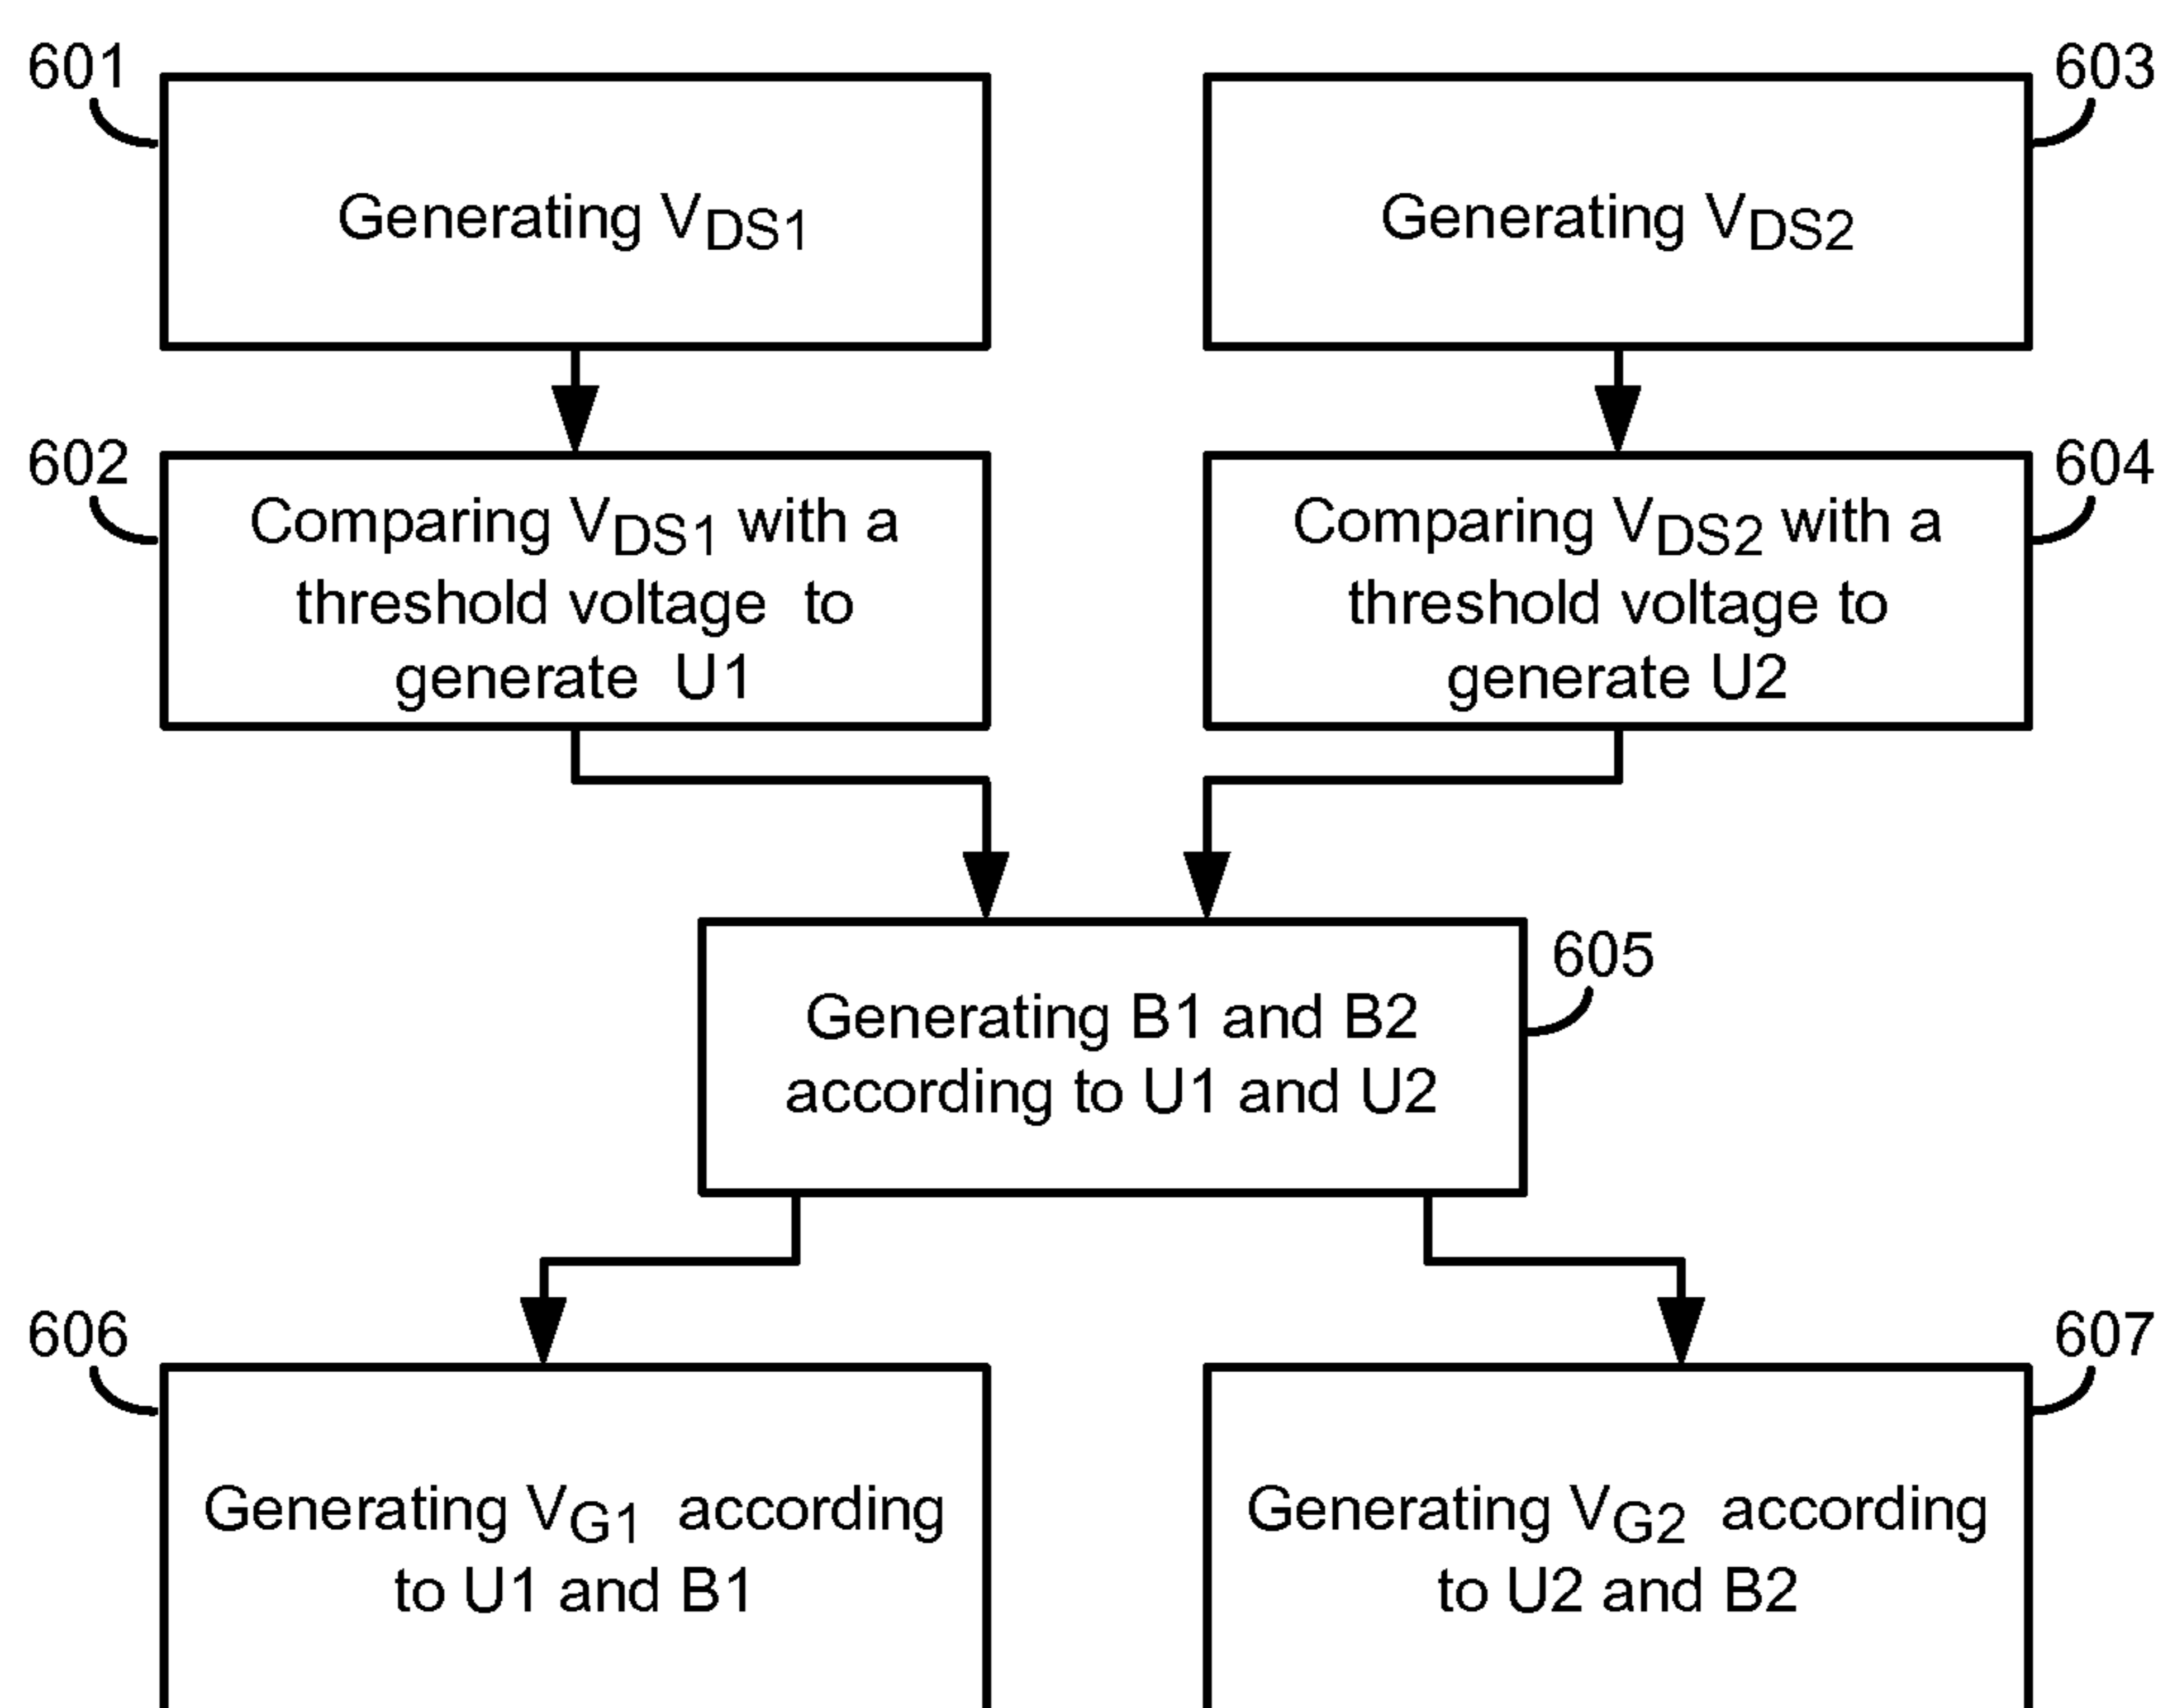 601
Generating VDS1
603
Generating VDS2
602
Comparing VDS1 with a
threshold voltage to
generate U1
604
Comparing VDS2 with a
threshold voltage to
generate U2
605
Generating B1 and B2
according to U1 and U2
606
Generating VG1 according
to U1 and B1
607
Generating VG2 according
to U2 and B2